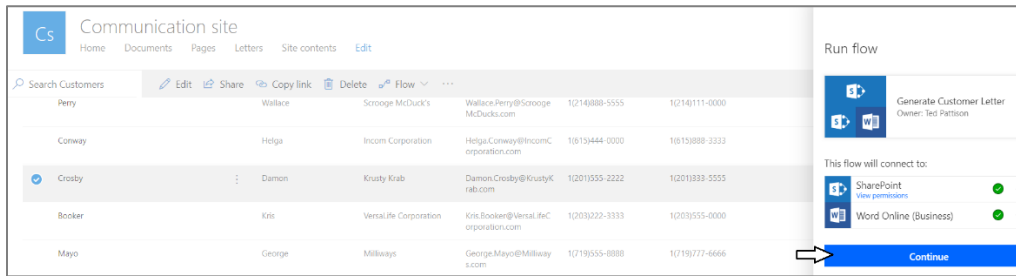 Cs
Communication site
Home Documents Pages Letters Site contents Edit
Search Customers
Edit Share Copy link Delete Flow ...
Perry Wallace Scrooge McDuck's Wallace.Perry@Scrooge 1(214)888-5555 1(214)111-0000
McDucks.com
Conway Helga Incom Corporation Helga.Conway@IncomC 1(615)444-0000 1(615)888-3333
orporation.com
Crosby Damon Krusty Krab Damon.Crosby@KrustyK 1(201)555-2222 1(201)333-5555
rab.com
Booker Kris VersaLife Corporation Kris.Booker@VersaLifeC 1(203)222-3333 1(203)555-0000
orporation.com
Mayo George Milliways George.Mayo@Milliway 1(719)555-8888 1(719)777-6666
s.com
Run flow
Generate Customer Letter
Owner: Ted Pattison
This flow will connect to:
SharePoint
View permissions
Word Online (Business)
Continue